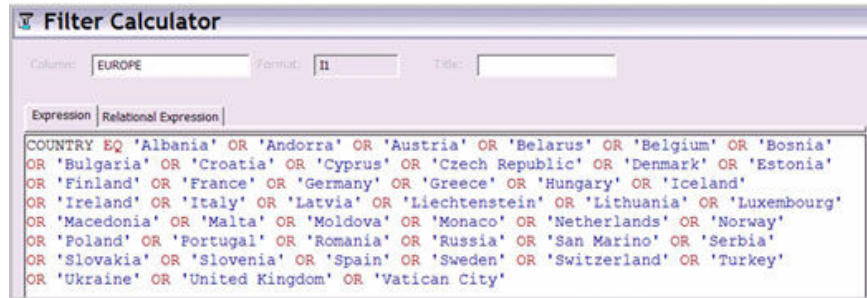 Filter Calculator
Column: EUROPE Format: I1 Title:
Expression Relational Expression
COUNTRY EQ 'Albania' OR 'Andorra' OR 'Austria' OR 'Belarus' OR 'Belgium' OR 'Bosnia'
OR 'Bulgaria' OR 'Croatia' OR 'Cyprus' OR 'Czech Republic' OR 'Denmark' OR 'Estonia'
OR 'Finland' OR 'France' OR 'Germany' OR 'Greece' OR 'Hungary' OR 'Iceland'
OR 'Ireland' OR 'Italy' OR 'Latvia' OR 'Liechtenstein' OR 'Lithuania' OR 'Luxembourg'
OR 'Macedonia' OR 'Malta' OR 'Moldova' OR 'Monaco' OR 'Netherlands' OR 'Norway'
OR 'Poland' OR 'Portugal' OR 'Romania' OR 'Russia' OR 'San Marino' OR 'Serbia'
OR 'Slovakia' OR 'Slovenia' OR 'Spain' OR 'Sweden' OR 'Switzerland' OR 'Turkey'
OR 'Ukraine' OR 'United Kingdom' OR 'Vatican City'